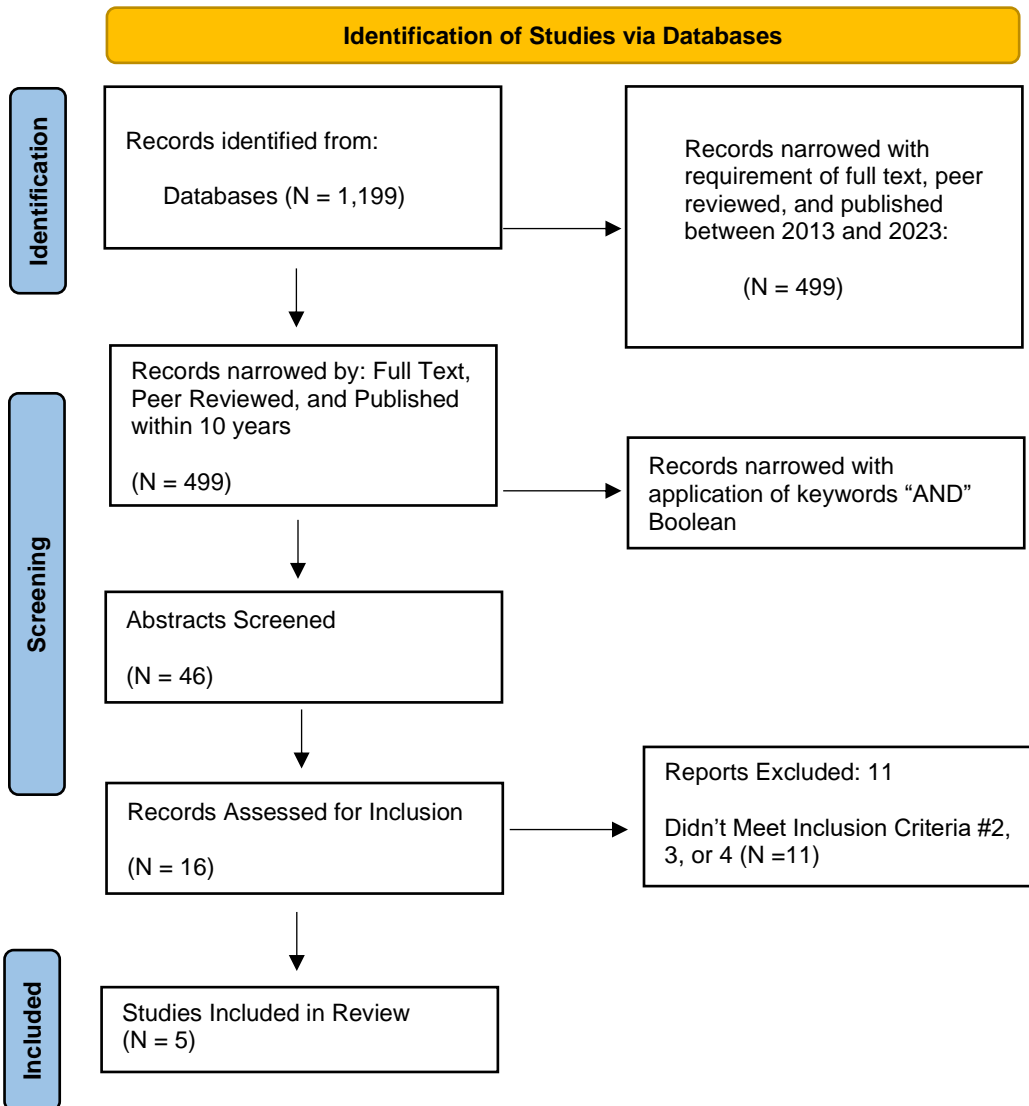 Identification of Studies via Databases
Identification
Records identified from:
Databases (N = 1,199)
Records narrowed with
requirement of full text, peer
reviewed, and published
between 2013 and 2023:
(N = 499)
Screening
Records narrowed by: Full Text,
Peer Reviewed, and Published
within 10 years
(N = 499)
Records narrowed with
application of keywords “AND”
Boolean
Abstracts Screened
(N = 46)
Records Assessed for Inclusion
(N = 16)
Reports Excluded: 11
Didn’t Meet Inclusion Criteria #2,
3, or 4 (N =11)
Included
Studies Included in Review
(N = 5)